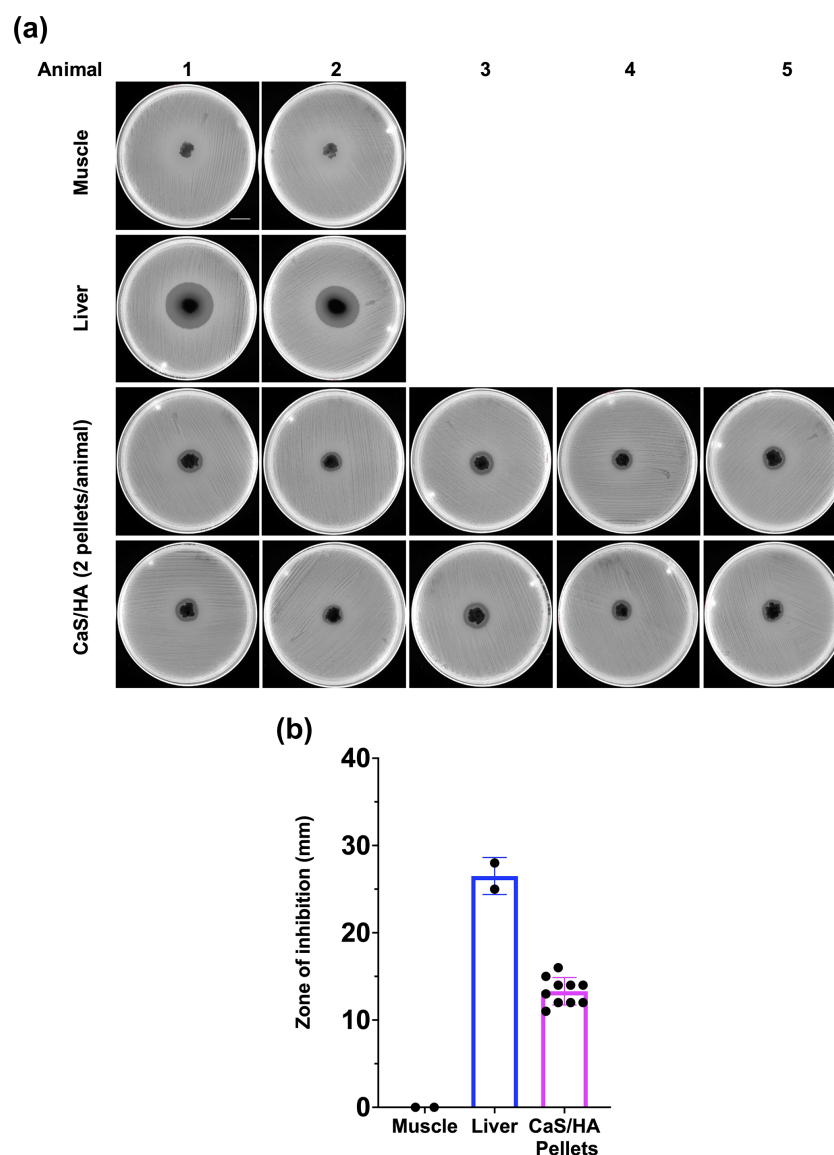 (a)
Animal 1 2 3 4 5
Muscle
Liver
CaS/HA (2 pellets/animal)
(b)
Zone of inhibition (mm)
40
30
20
10
0
Muscle Liver CaS/HA
Pellets